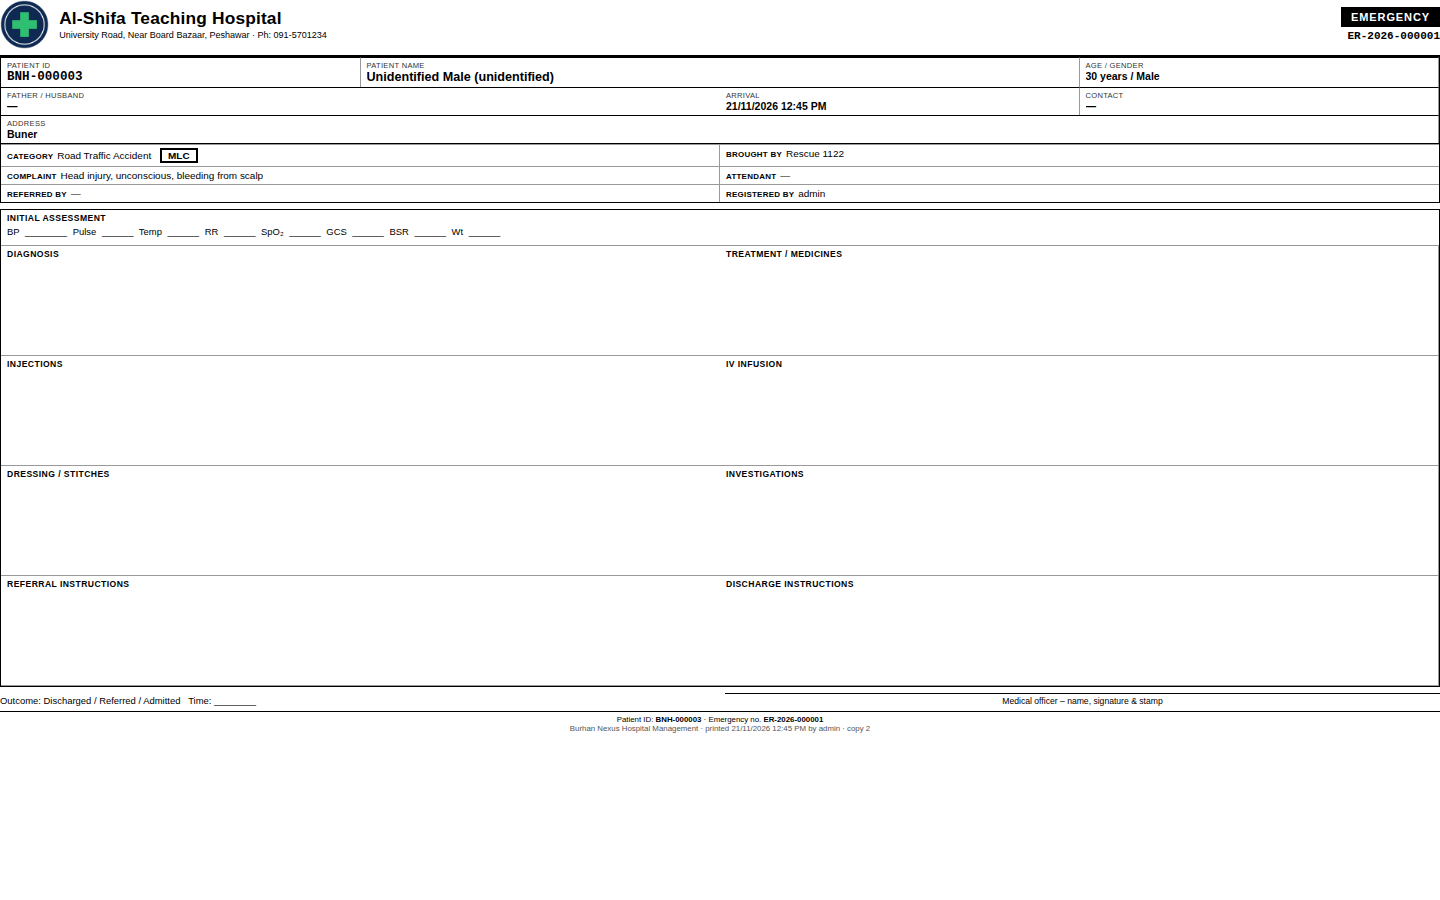 Al-Shifa Teaching Hospital
University Road, Near Board Bazaar, Peshawar · Ph: 091-5701234
EMERGENCY
ER-2026-000001
PATIENT ID
BNH-000003
PATIENT NAME
Unidentified Male (unidentified)
AGE / GENDER
30 years / Male
FATHER / HUSBAND
—
ARRIVAL
21/11/2026 12:45 PM
CONTACT
—
ADDRESS
Buner
CATEGORY Road Traffic Accident MLC
BROUGHT BY Rescue 1122
COMPLAINT Head injury, unconscious, bleeding from scalp
ATTENDANT —
REFERRED BY —
REGISTERED BY admin
INITIAL ASSESSMENT
BP ________ Pulse ______ Temp ______ RR ______ SpO₂ ______ GCS ______ BSR ______ Wt ______
DIAGNOSIS
TREATMENT / MEDICINES
INJECTIONS
IV INFUSION
DRESSING / STITCHES
INVESTIGATIONS
REFERRAL INSTRUCTIONS
DISCHARGE INSTRUCTIONS
Outcome: Discharged / Referred / Admitted Time: ________
Medical officer – name, signature & stamp
Patient ID: BNH-000003 · Emergency no. ER-2026-000001
Burhan Nexus Hospital Management · printed 21/11/2026 12:45 PM by admin · copy 2